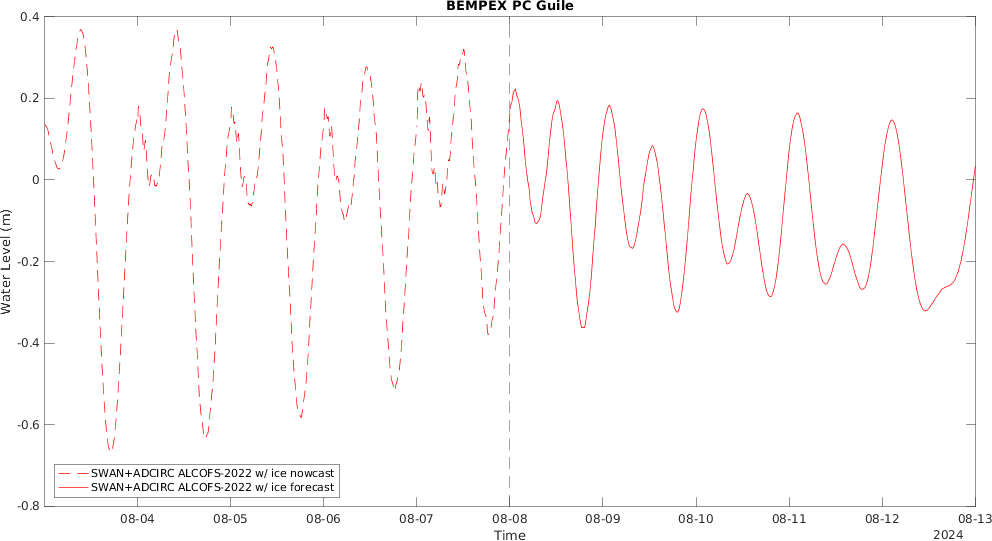 BEMPEX PC Guile
0.4
0.2
0
-0.2
-0.4
-0.6
-0.8
Water Level (m)
SWAN+ADCIRC ALCOFS-2022 w/ ice nowcast
SWAN+ADCIRC ALCOFS-2022 w/ ice forecast
08-04 08-05 08-06 08-07 08-08 08-09 08-10 08-11 08-12 08-13
Time
2024